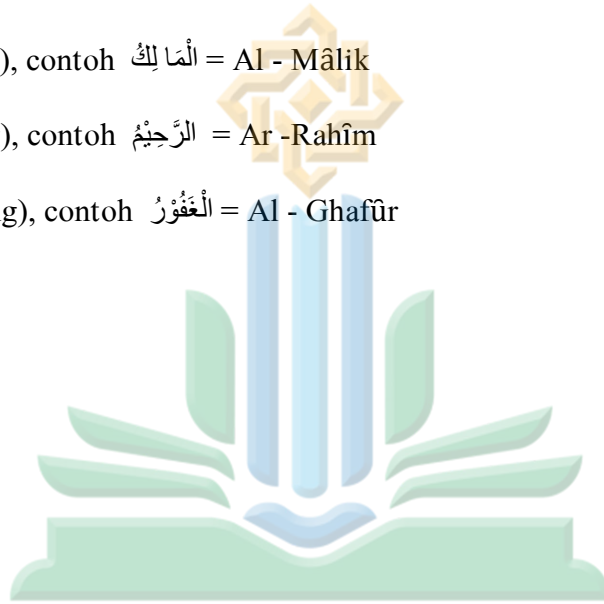 ), contoh الْمَا لِكُ = Al - Mâlik
), contoh الرَّحِيْمُ = Ar -Rahîm
g), contoh الْغَفُوْرُ = Al - Ghafûr